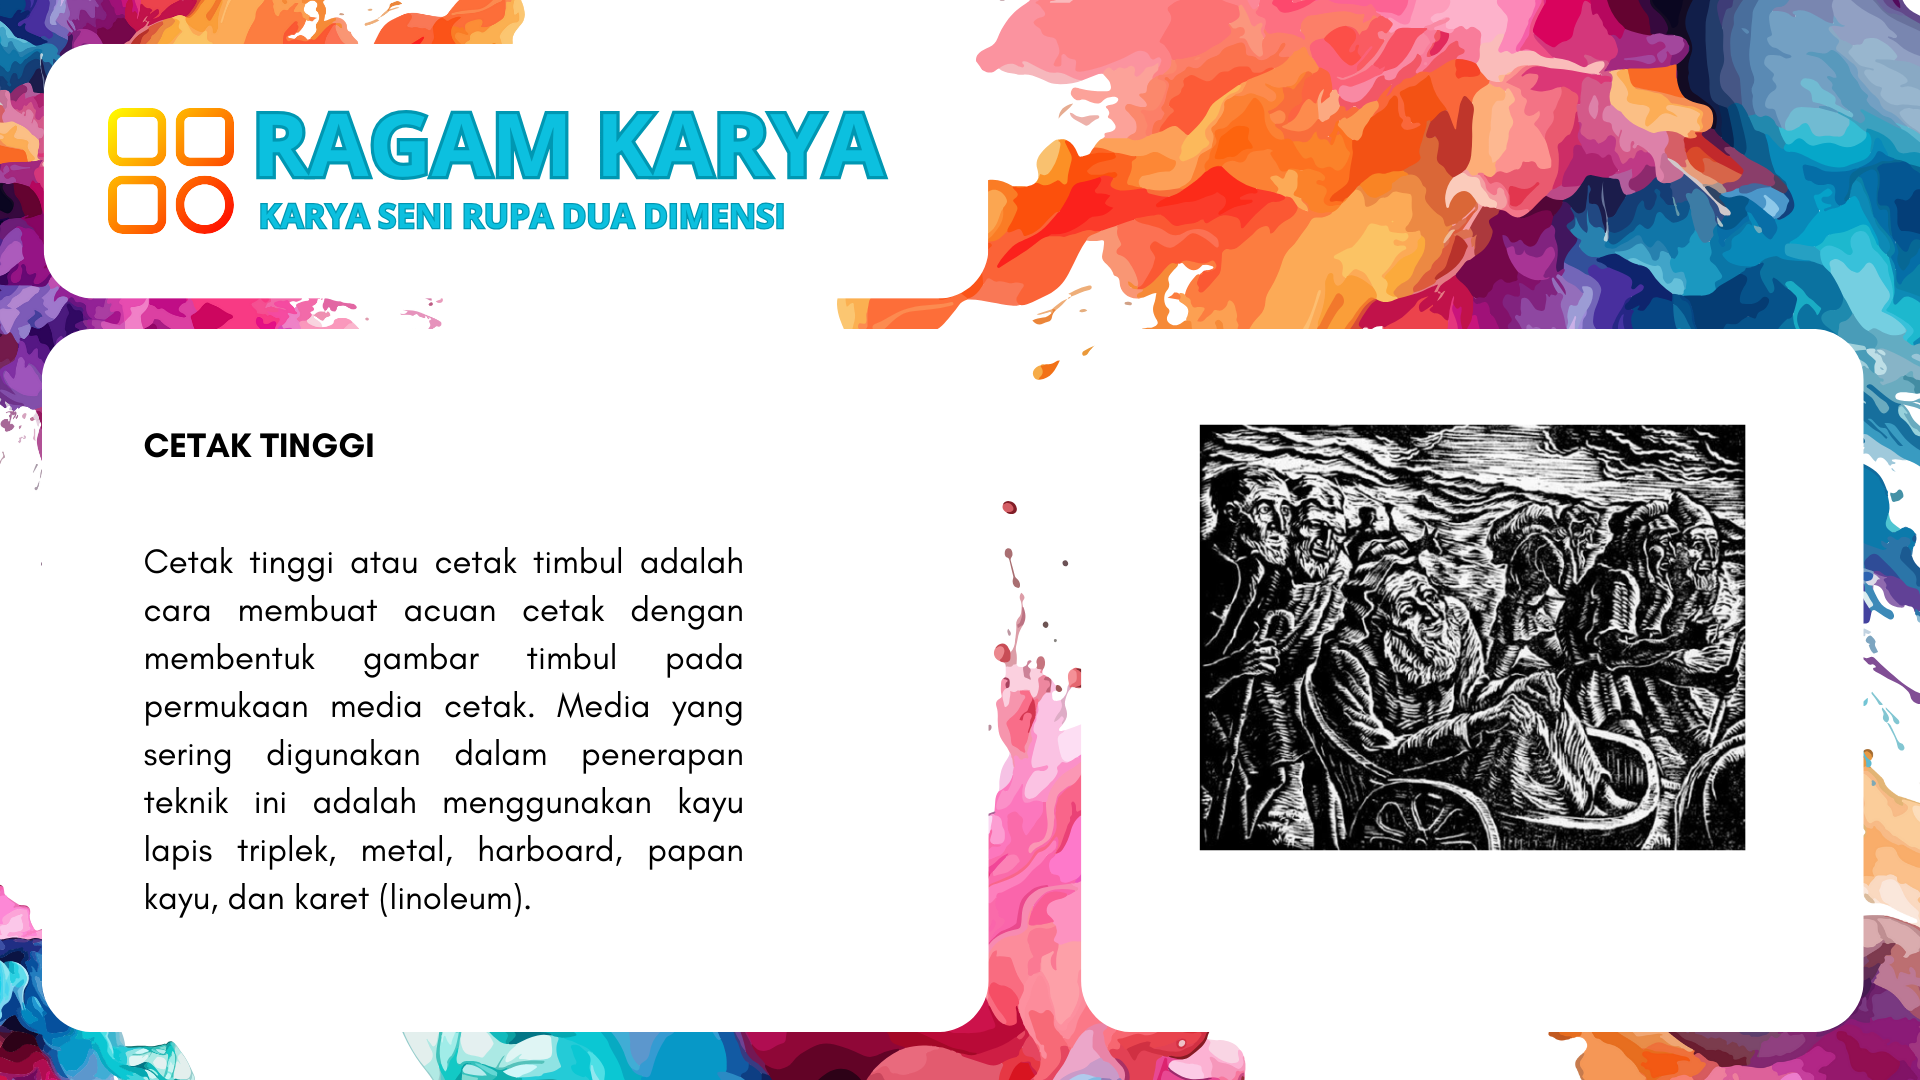 RAGAM KARYA
KARYA SENI RUPA DUA DIMENSI
CETAK TINGGI
Cetak tinggi atau cetak timbul adalah
cara membuat acuan cetak dengan
membentuk gambar timbul pada
permukaan media cetak. Media yang
sering digunakan dalam penerapan
teknik ini adalah menggunakan kayu
lapis triplek, metal, harboard, papan
kayu, dan karet (linoleum).